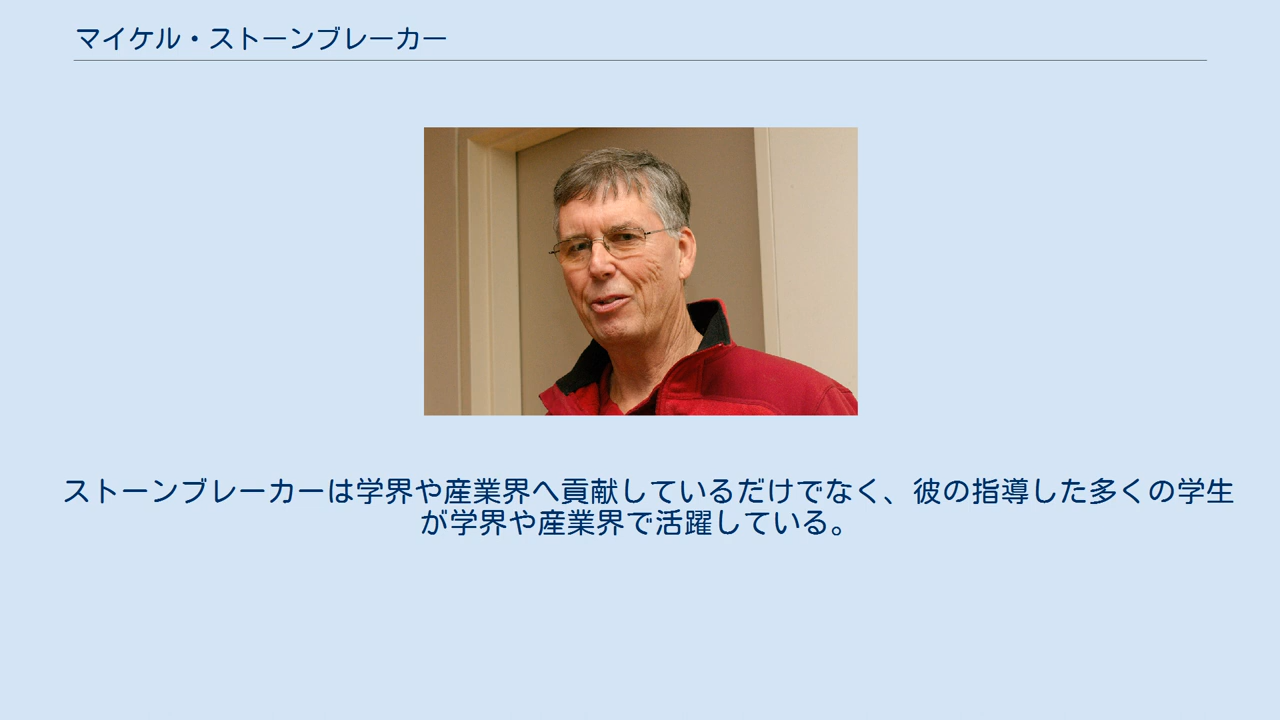 マイケル・ストーンブレーカー
ストーンブレーカーは学界や産業界へ貢献しているだけでなく、彼の指導した多くの学生
が学界や産業界で活躍している。